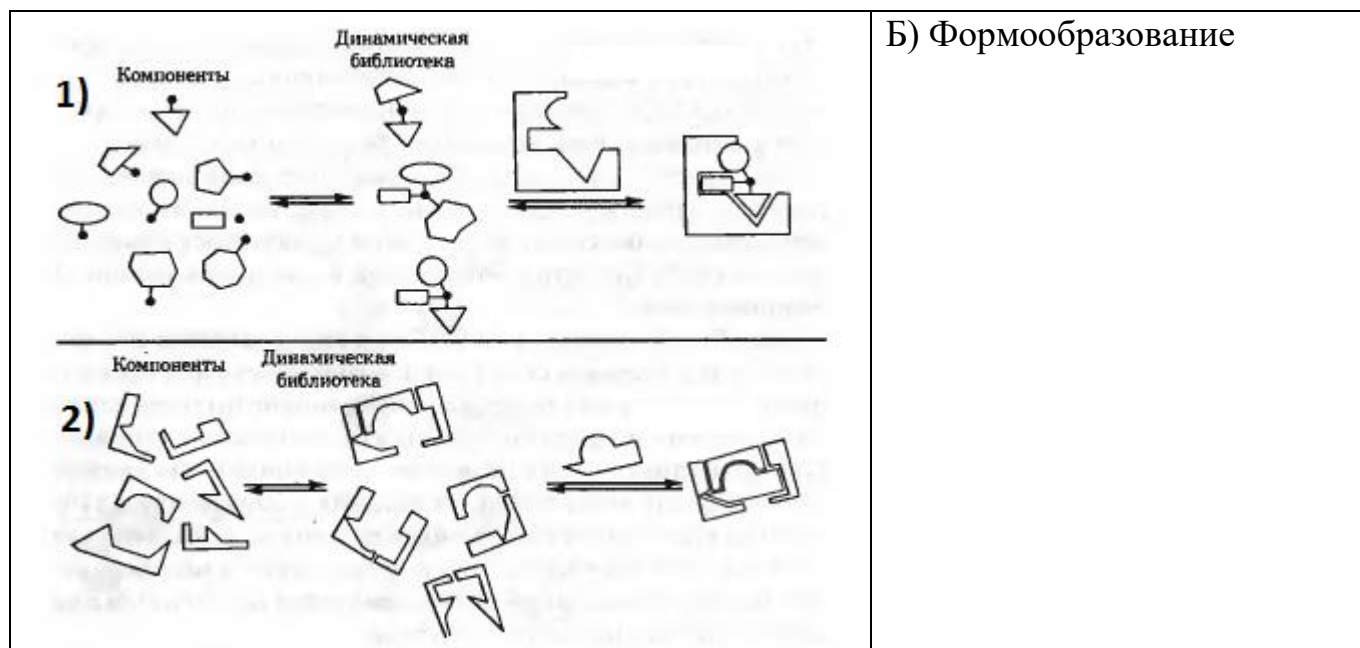 Динамическая
библиотека
Компоненты
1)
Компоненты
Динамическая
библиотека
2)
Б) Формообразование